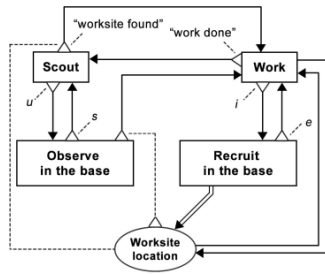 “worksite found”
“work done”
Scout
Work
u
s
i
e
Observe
in the base
Recruit
in the base
Worksite
location